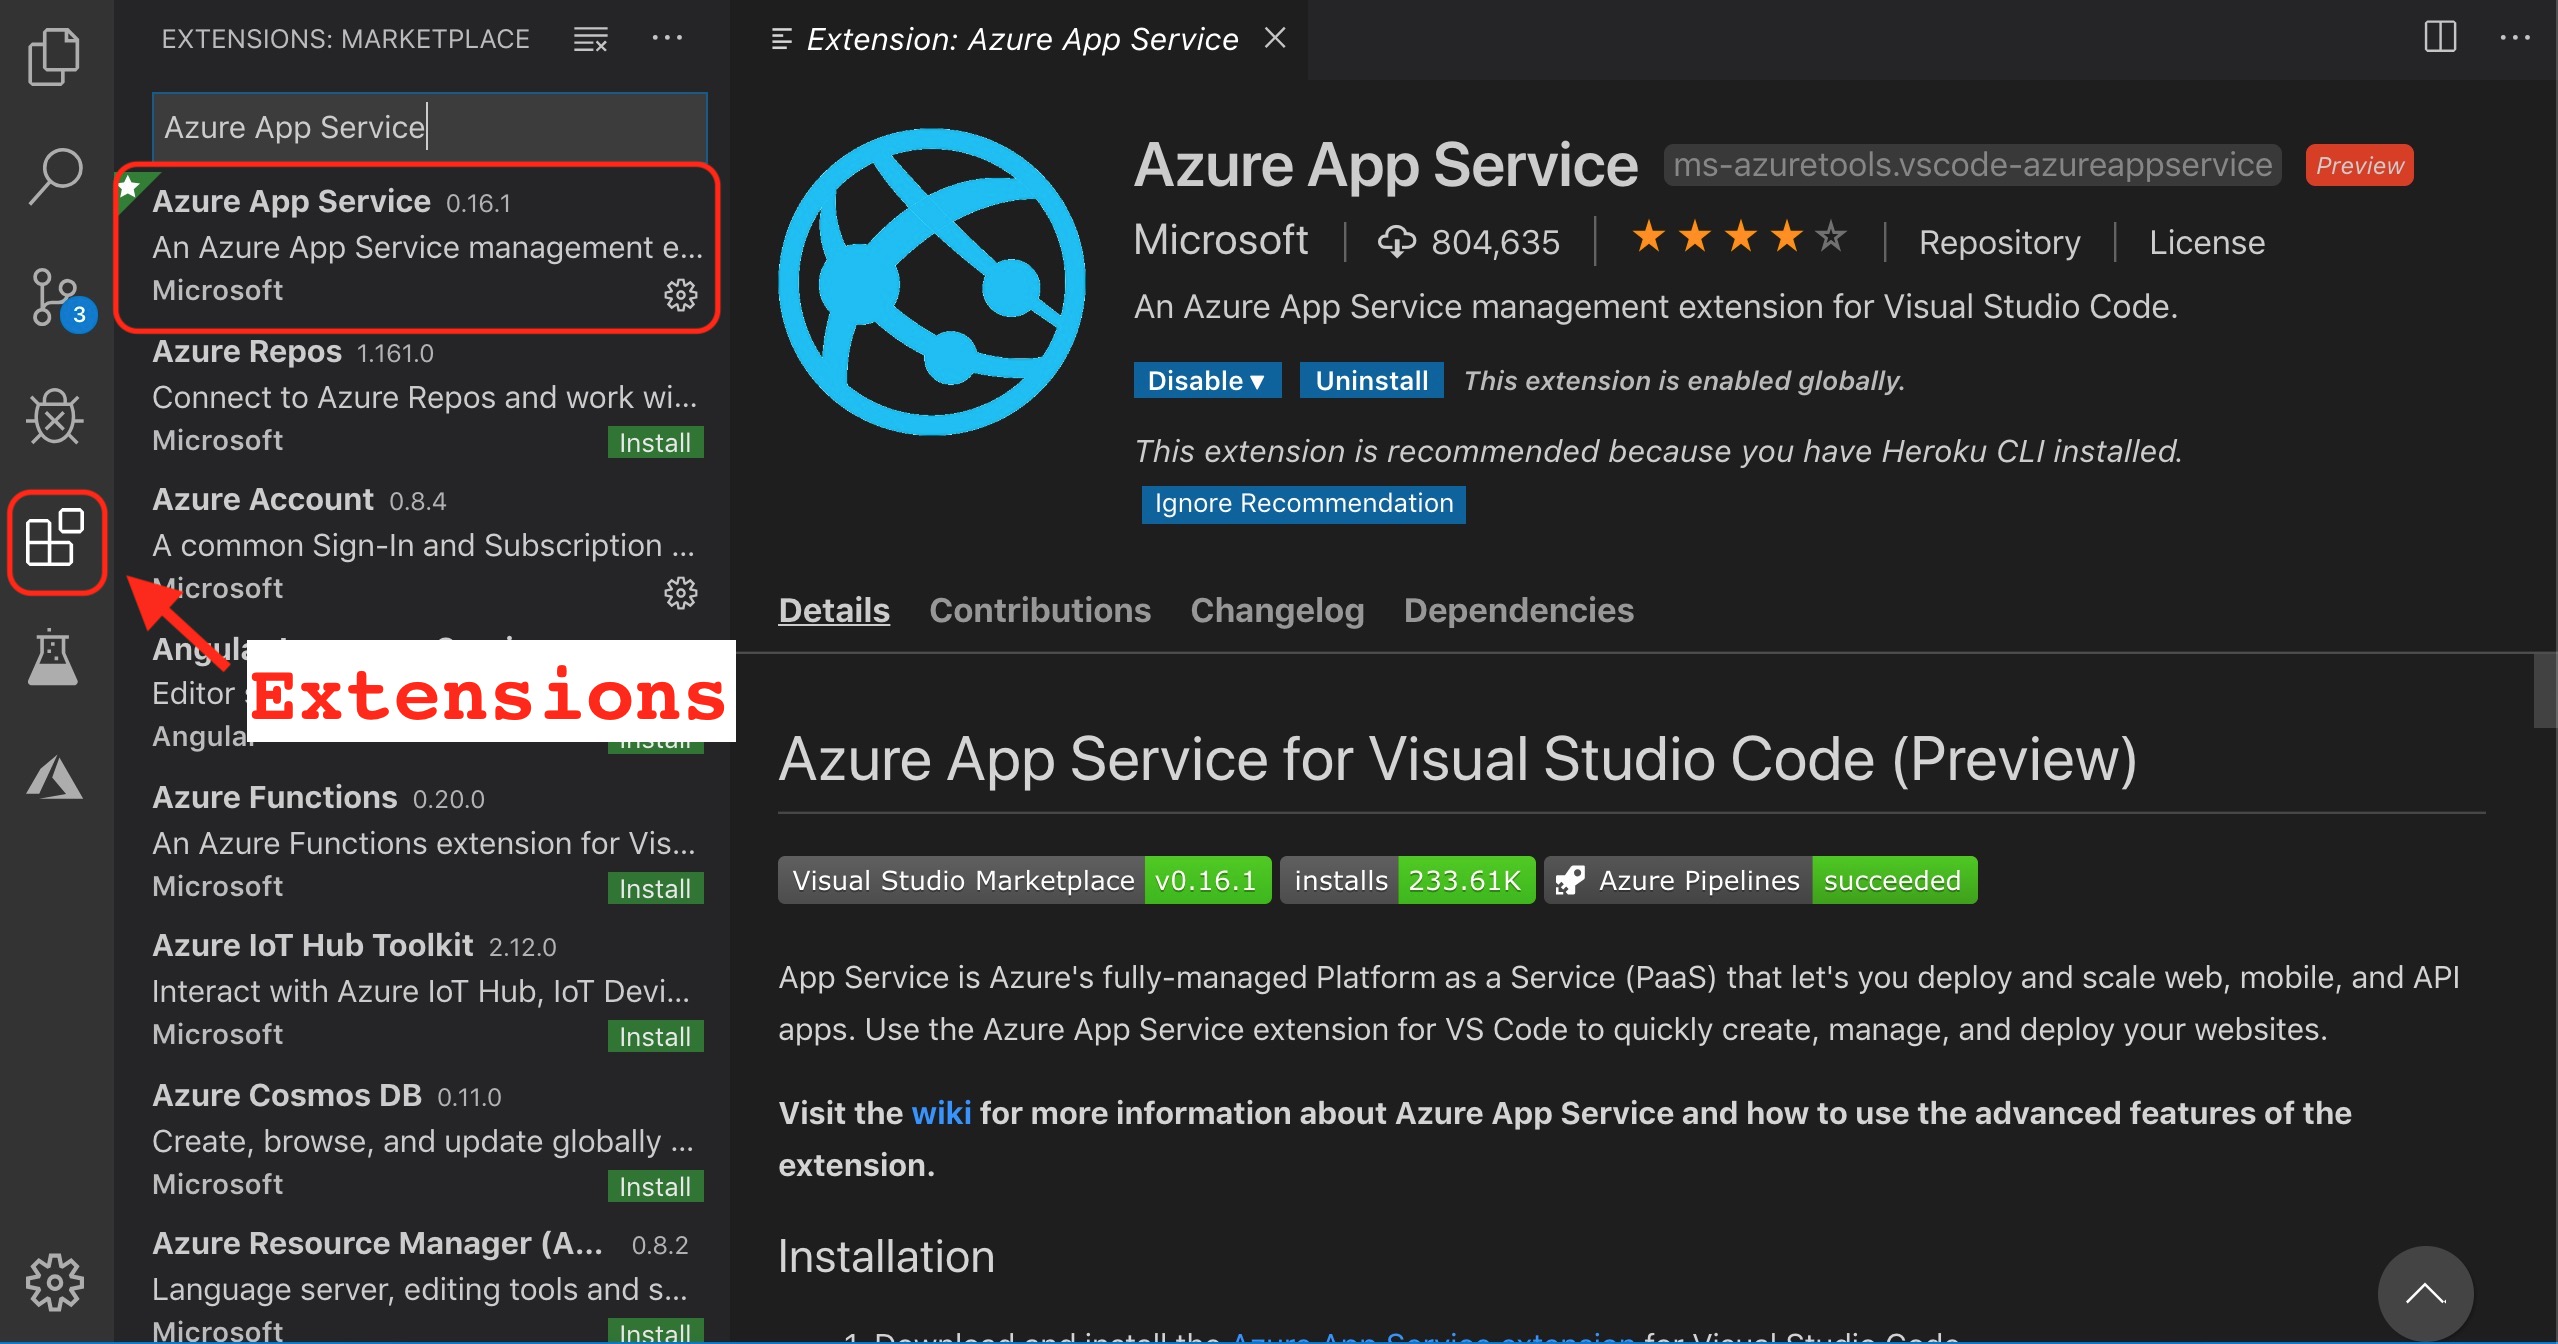 EXTENSIONS: MARKETPLACE
Azure App Service
Azure App Service 0.16.1
An Azure App Service management e...
Microsoft
3
Azure Repos 1.161.0
Connect to Azure Repos and work wi...
Microsoft
Install
Azure Account 0.8.4
A common Sign-In and Subscription ...
Microsoft
Extensions
Editor
Angular
Install
Azure Functions 0.20.0
An Azure Functions extension for Vis...
Microsoft
Install
Azure IoT Hub Toolkit 2.12.0
Interact with Azure IoT Hub, IoT Devi...
Microsoft
Install
Azure Cosmos DB 0.11.0
Create, browse, and update globally ...
Microsoft
Install
Azure Resource Manager (A... 0.8.2
Language server, editing tools and s...
Microsoft
Install
Extension: Azure App Service
Azure App Service ms-azuretools.vscode-azureappservice Preview
Microsoft | 804,635 | ★★★★☆ | Repository | License
An Azure App Service management extension for Visual Studio Code.
Disable ▾ Uninstall This extension is enabled globally.
This extension is recommended because you have Heroku CLI installed.
Ignore Recommendation
Details Contributions Changelog Dependencies
Azure App Service for Visual Studio Code (Preview)
Visual Studio Marketplace v0.16.1 installs 233.61K Azure Pipelines succeeded
App Service is Azure's fully-managed Platform as a Service (PaaS) that let's you deploy and scale web, mobile, and API
apps. Use the Azure App Service extension for VS Code to quickly create, manage, and deploy your websites.
Visit the wiki for more information about Azure App Service and how to use the advanced features of the
extension.
Installation
1. Download and install the Azure App Service extension for Visual Studio Code